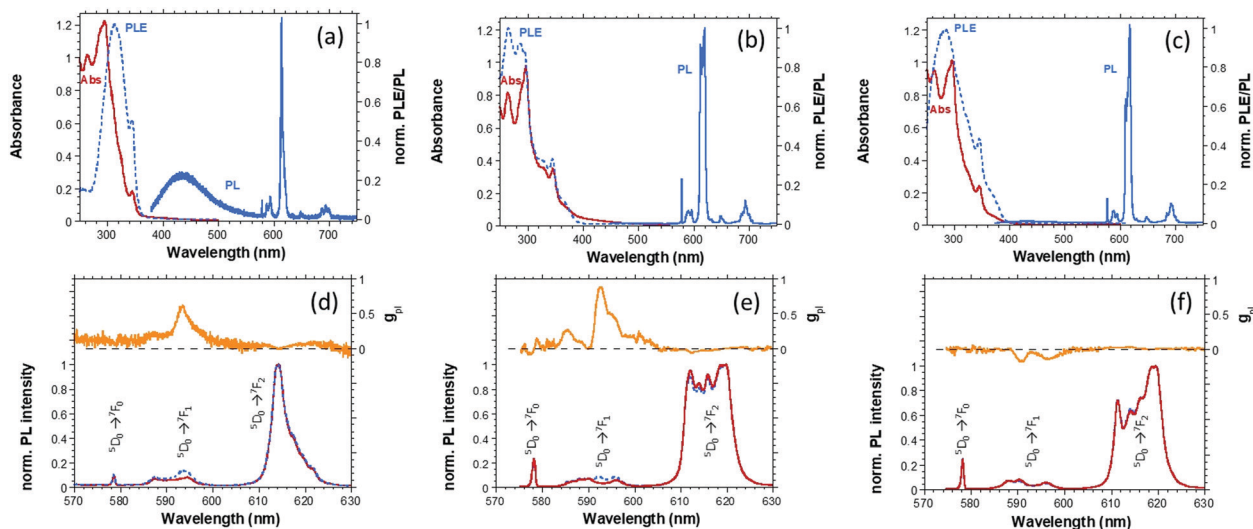 (a)
PLE
Abs
PL
Absorbance
1.2
1
0.8
0.6
0.4
0.2
0
norm. PLE/PL
1
0.8
0.6
0.4
0.2
0
300 400 500 600 700
Wavelength (nm)
(b)
PLE
Abs
PL
Absorbance
1.2
1
0.8
0.6
0.4
0.2
0
norm. PLE/PL
1
0.8
0.6
0.4
0.2
0
300 400 500 600 700
Wavelength (nm)
(c)
PLE
Abs
PL
Absorbance
1.2
1
0.8
0.6
0.4
0.2
0
norm. PLE/PL
1
0.8
0.6
0.4
0.2
0
300 400 500 600 700
Wavelength (nm)
(d)
1
0.5
0
gpl
norm. PL intensity
1
0.8
0.6
0.4
0.2
0
⁵D₀→⁷F₀
⁵D₀→⁷F₁
⁵D₀→⁷F₂
570 580 590 600 610 620 630
Wavelength (nm)
(e)
1
0.5
0
gpl
norm. PL intensity
1
0.8
0.6
0.4
0.2
0
⁵D₀→⁷F₀
⁵D₀→⁷F₁
⁵D₀→⁷F₂
570 580 590 600 610 620 630
Wavelength (nm)
(f)
1
0.5
0
gpl
norm. PL intensity
1
0.8
0.6
0.4
0.2
0
⁵D₀→⁷F₀
⁵D₀→⁷F₁
⁵D₀→⁷F₂
570 580 590 600 610 620 630
Wavelength (nm)